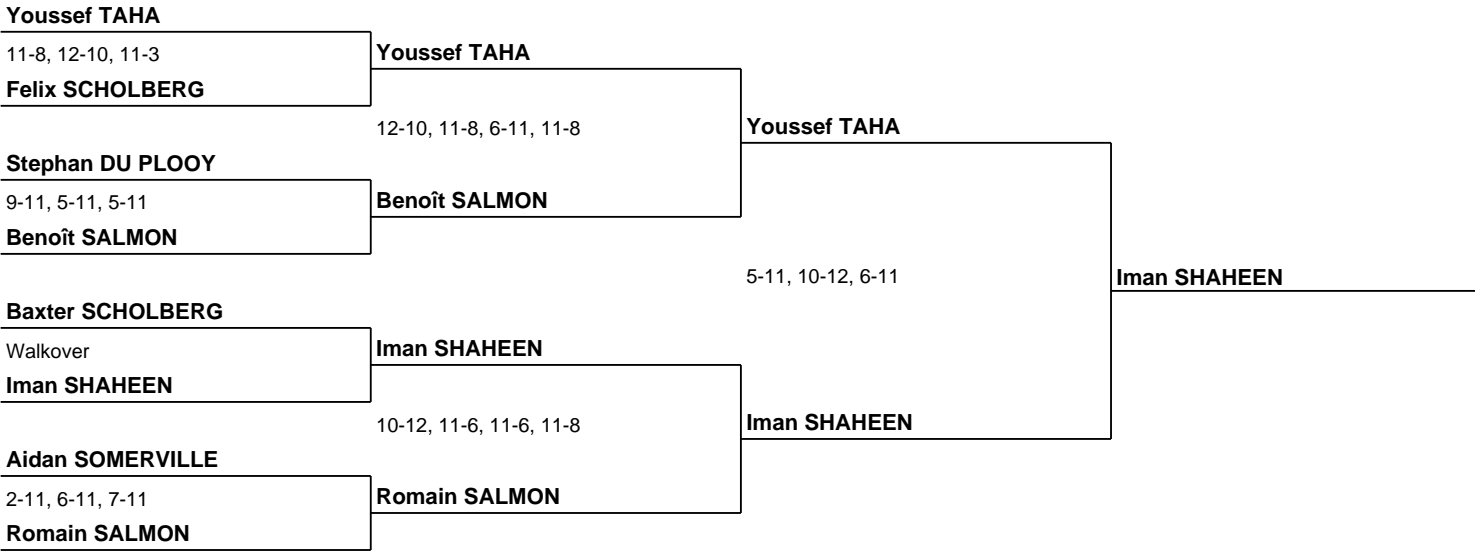 Youssef TAHA
11-8, 12-10, 11-3
Felix SCHOLBERG
Stephan DU PLOOY
9-11, 5-11, 5-11
Benoît SALMON
Baxter SCHOLBERG
Walkover
Iman SHAHEEN
Aidan SOMERVILLE
2-11, 6-11, 7-11
Romain SALMON
Youssef TAHA
12-10, 11-8, 6-11, 11-8
Benoît SALMON
Iman SHAHEEN
10-12, 11-6, 11-6, 11-8
Romain SALMON
Youssef TAHA
5-11, 10-12, 6-11
Iman SHAHEEN
Iman SHAHEEN